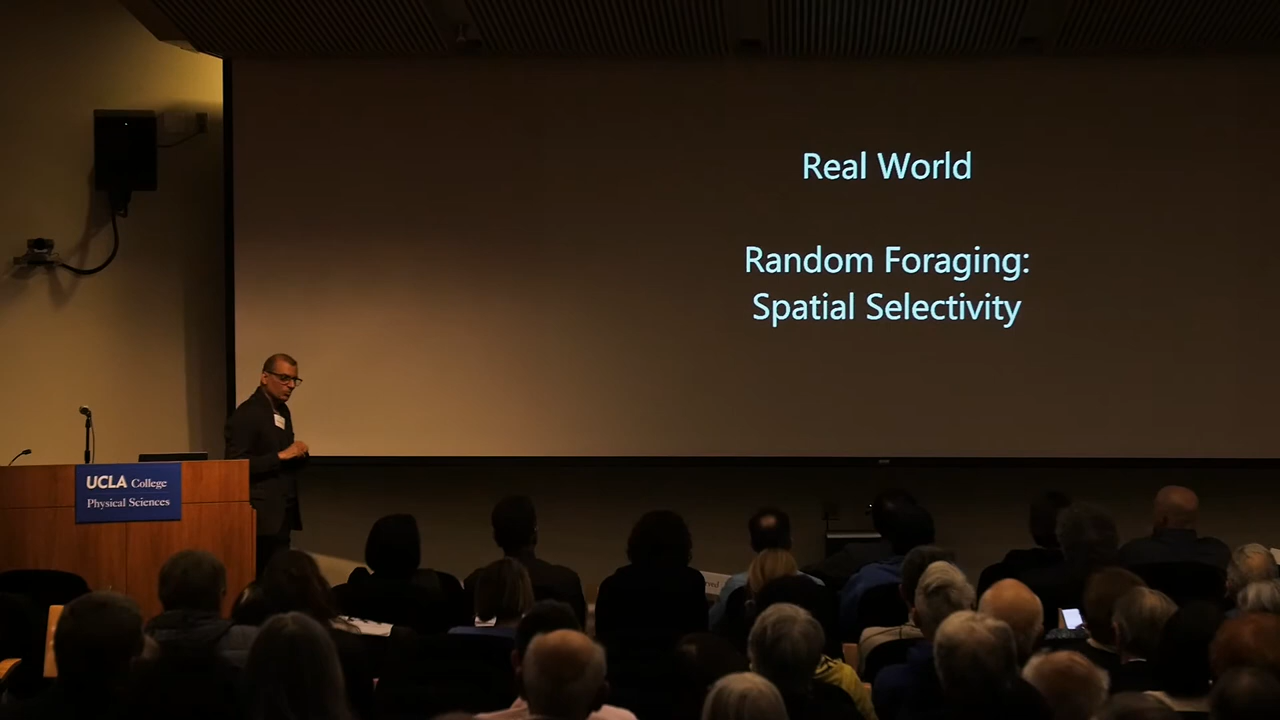 Real World
Random Foraging:
Spatial Selectivity
UCLA College
Physical Sciences